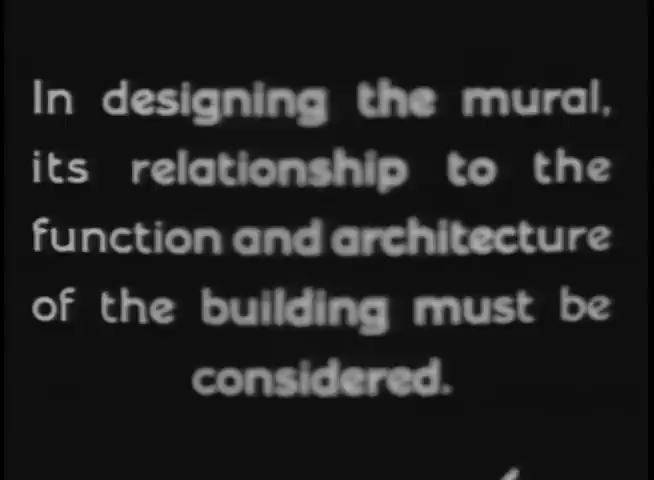 In designing the mural,
its relationship to the
function and architecture
of the building must be
considered.